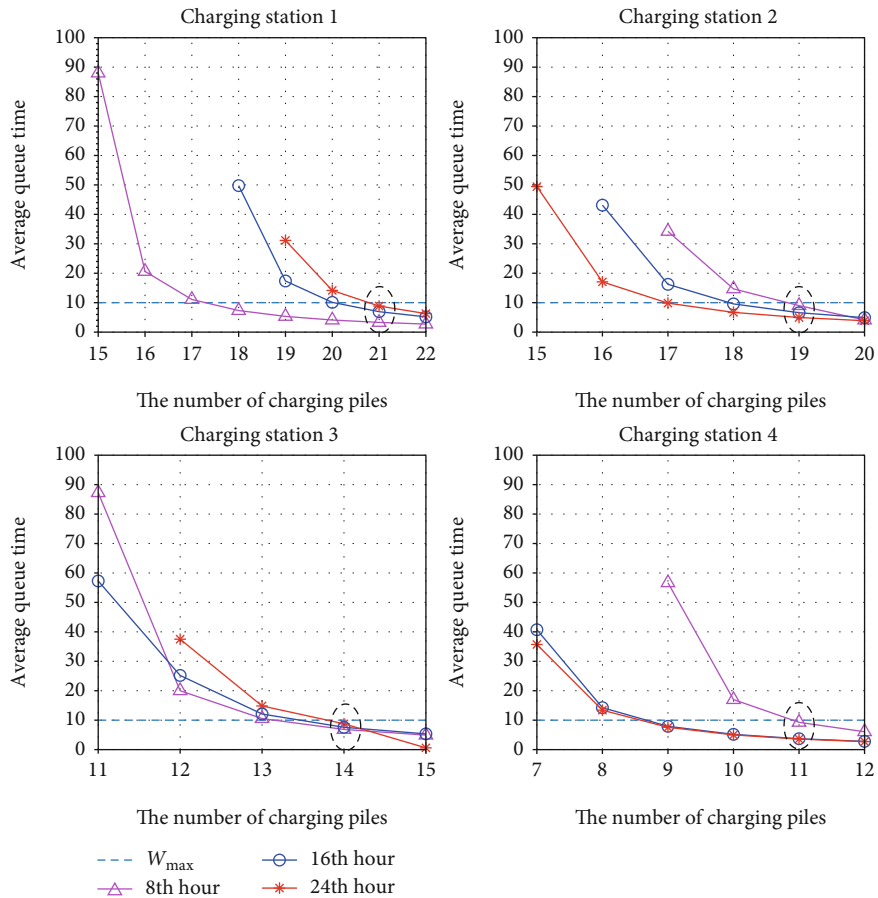 Charging station 1
100
90
80
70
60
50
40
30
20
10
0
Average queue time
15 16 17 18 19 20 21 22
The number of charging piles
Charging station 2
100
90
80
70
60
50
40
30
20
10
0
Average queue time
15 16 17 18 19 20
The number of charging piles
Charging station 3
100
90
80
70
60
50
40
30
20
10
0
Average queue time
11 12 13 14 15
The number of charging piles
Charging station 4
100
90
80
70
60
50
40
30
20
10
0
Average queue time
7 8 9 10 11 12
The number of charging piles
Wmax
8th hour
16th hour
24th hour